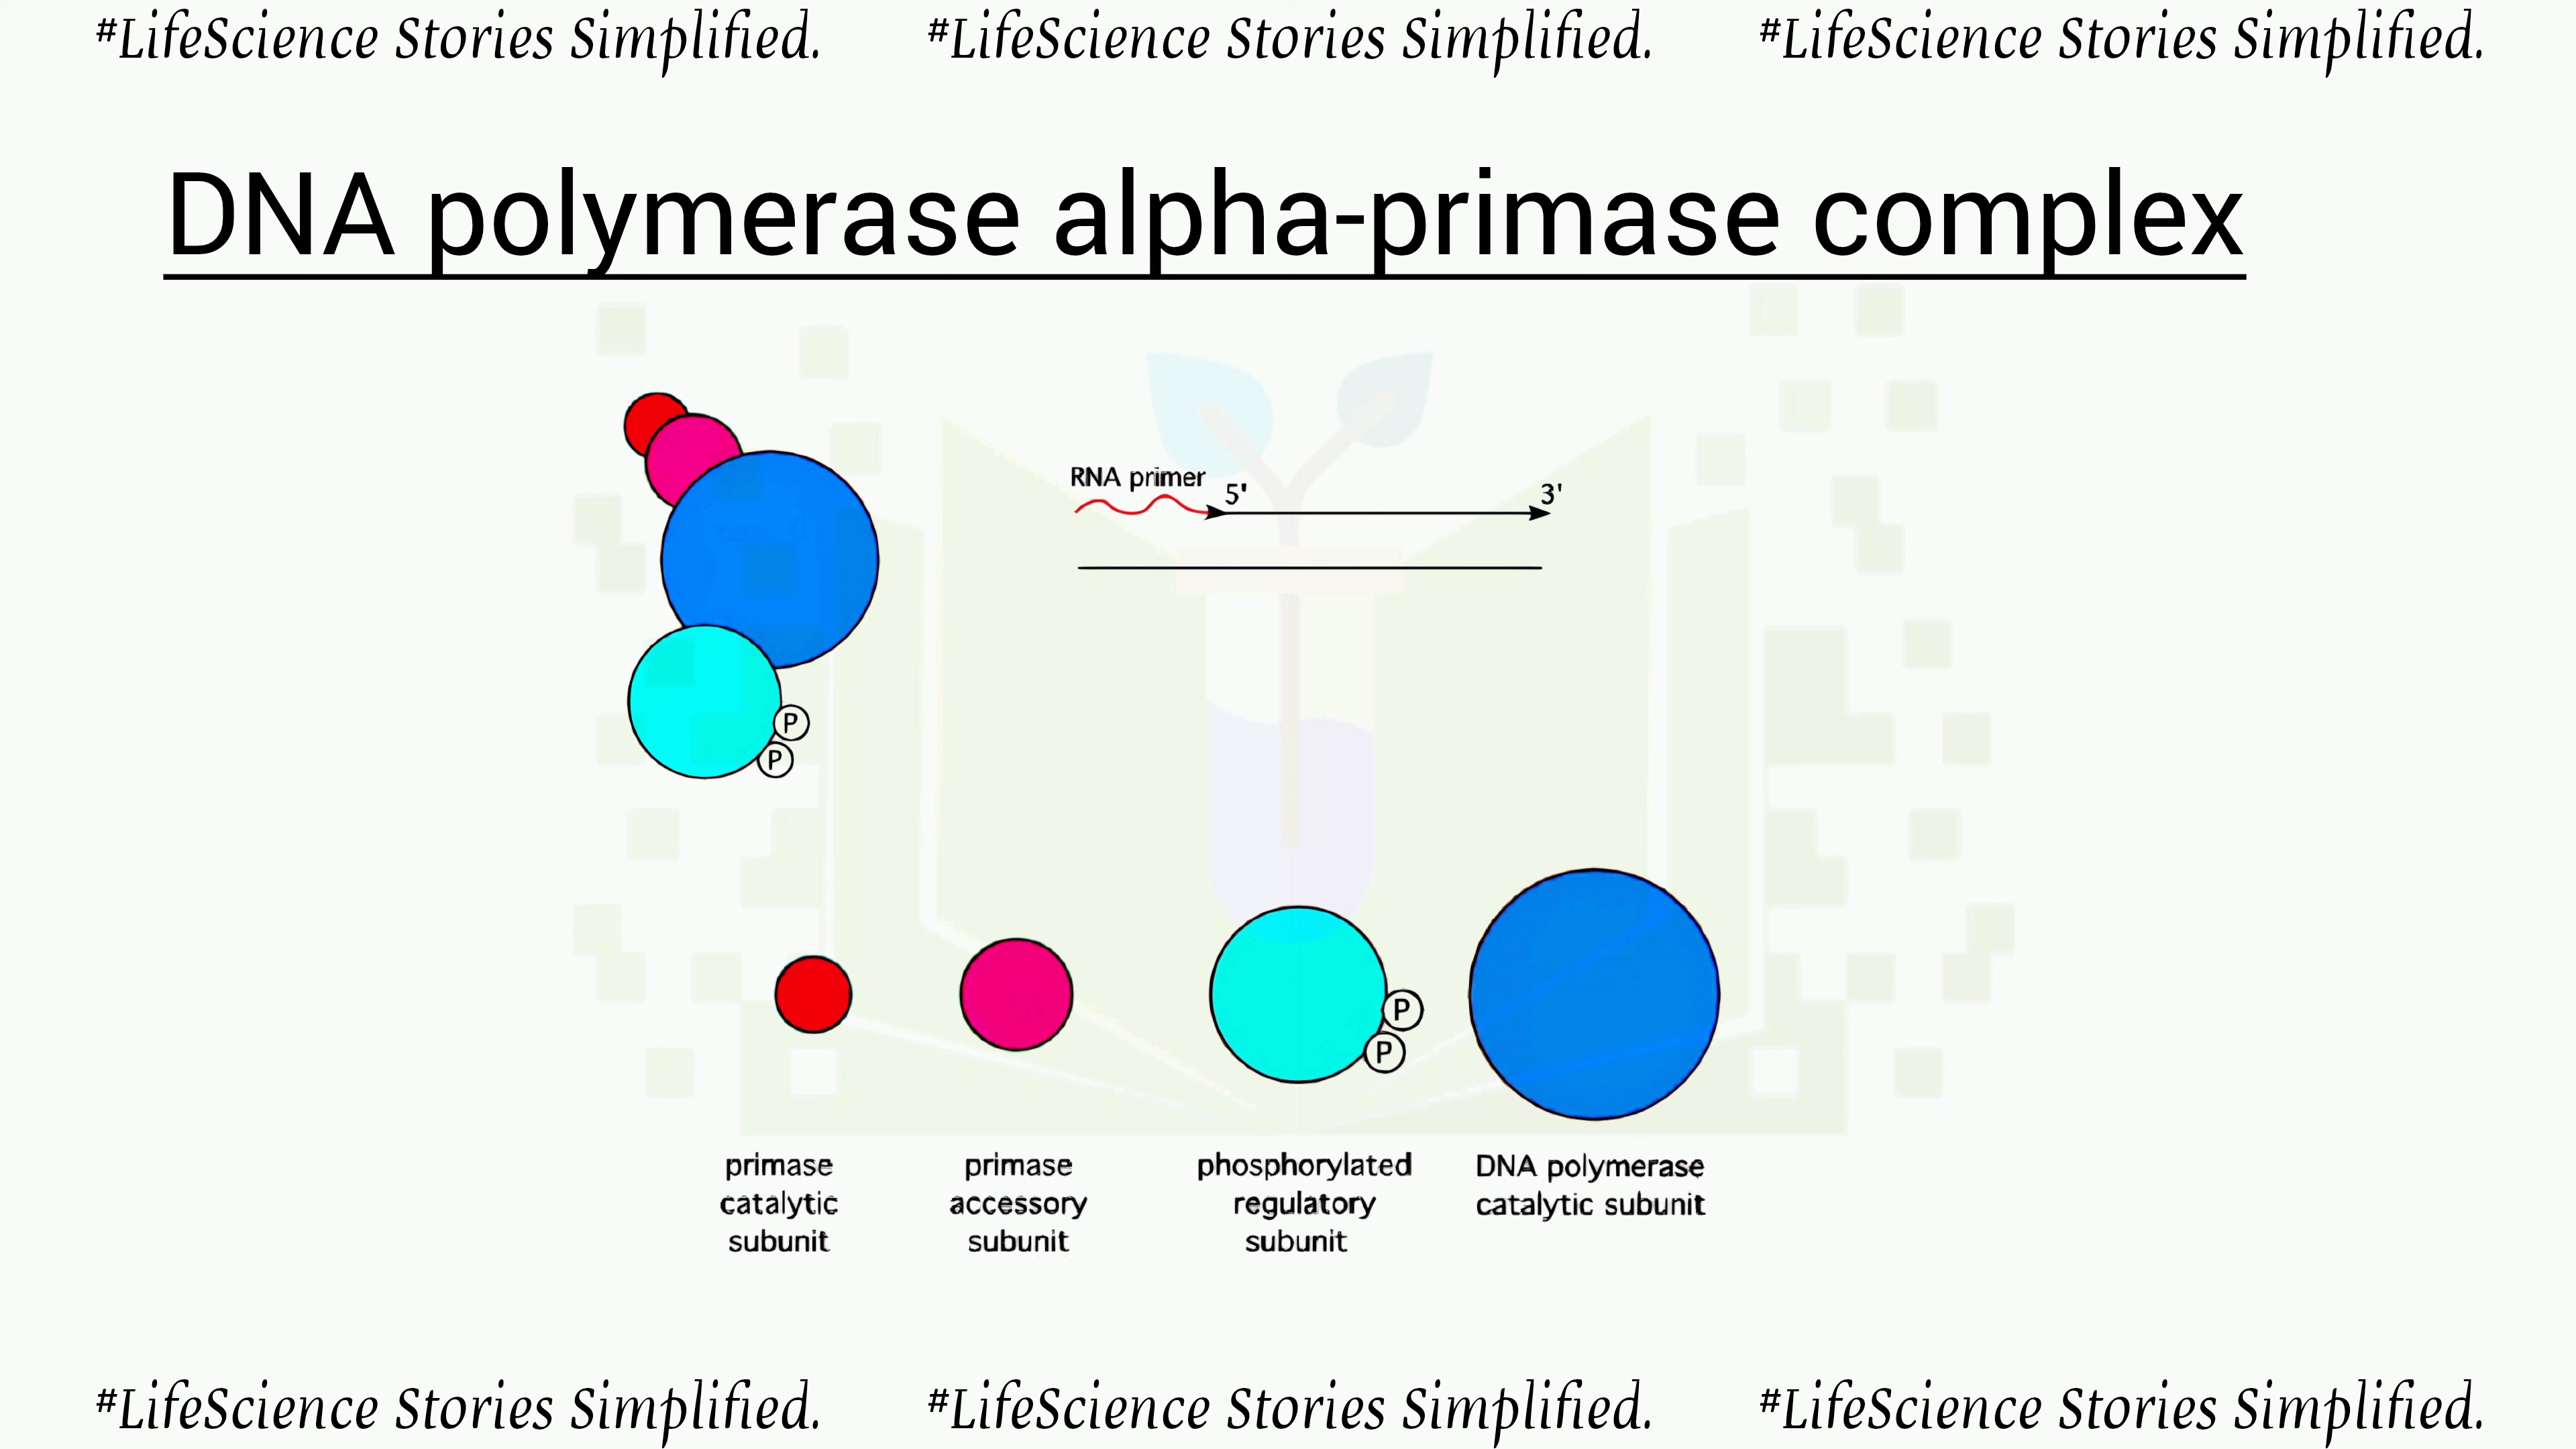 #LifeScience Stories Simplified. #LifeScience Stories Simplified. #LifeScience Stories Simplified.
DNA polymerase alpha-primase complex
RNA primer 5' 3'
P
P
P
P
primase primase phosphorylated DNA polymerase
catalytic accessory regulatory catalytic subunit
subunit subunit subunit
#LifeScience Stories Simplified. #LifeScience Stories Simplified. #LifeScience Stories Simplified.